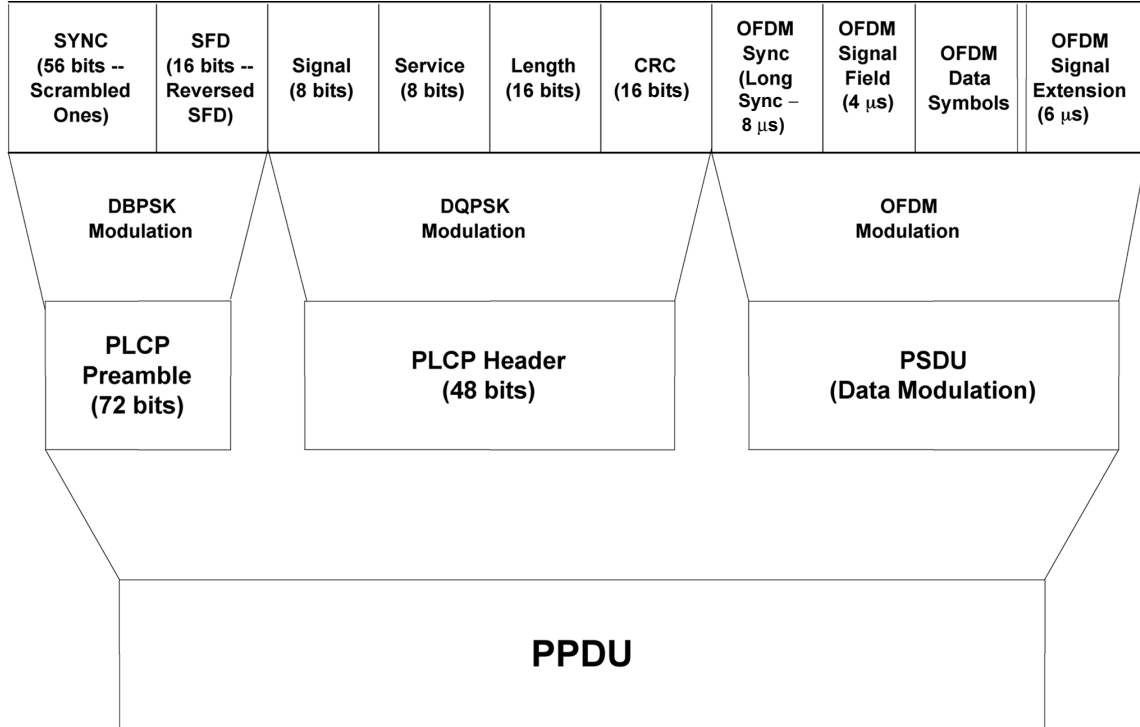 SYNC
(56 bits --
Scrambled
Ones)
SFD
(16 bits --
Reversed
SFD)
Signal
(8 bits)
Service
(8 bits)
Length
(16 bits)
CRC
(16 bits)
OFDM
Sync
(Long
Sync –
8 μs)
OFDM
Signal
Field
(4 μs)
OFDM
Data
Symbols
OFDM
Signal
Extension
(6 μs)
DBPSK
Modulation
DQPSK
Modulation
OFDM
Modulation
PLCP
Preamble
(72 bits)
PLCP Header
(48 bits)
PSDU
(Data Modulation)
PPDU